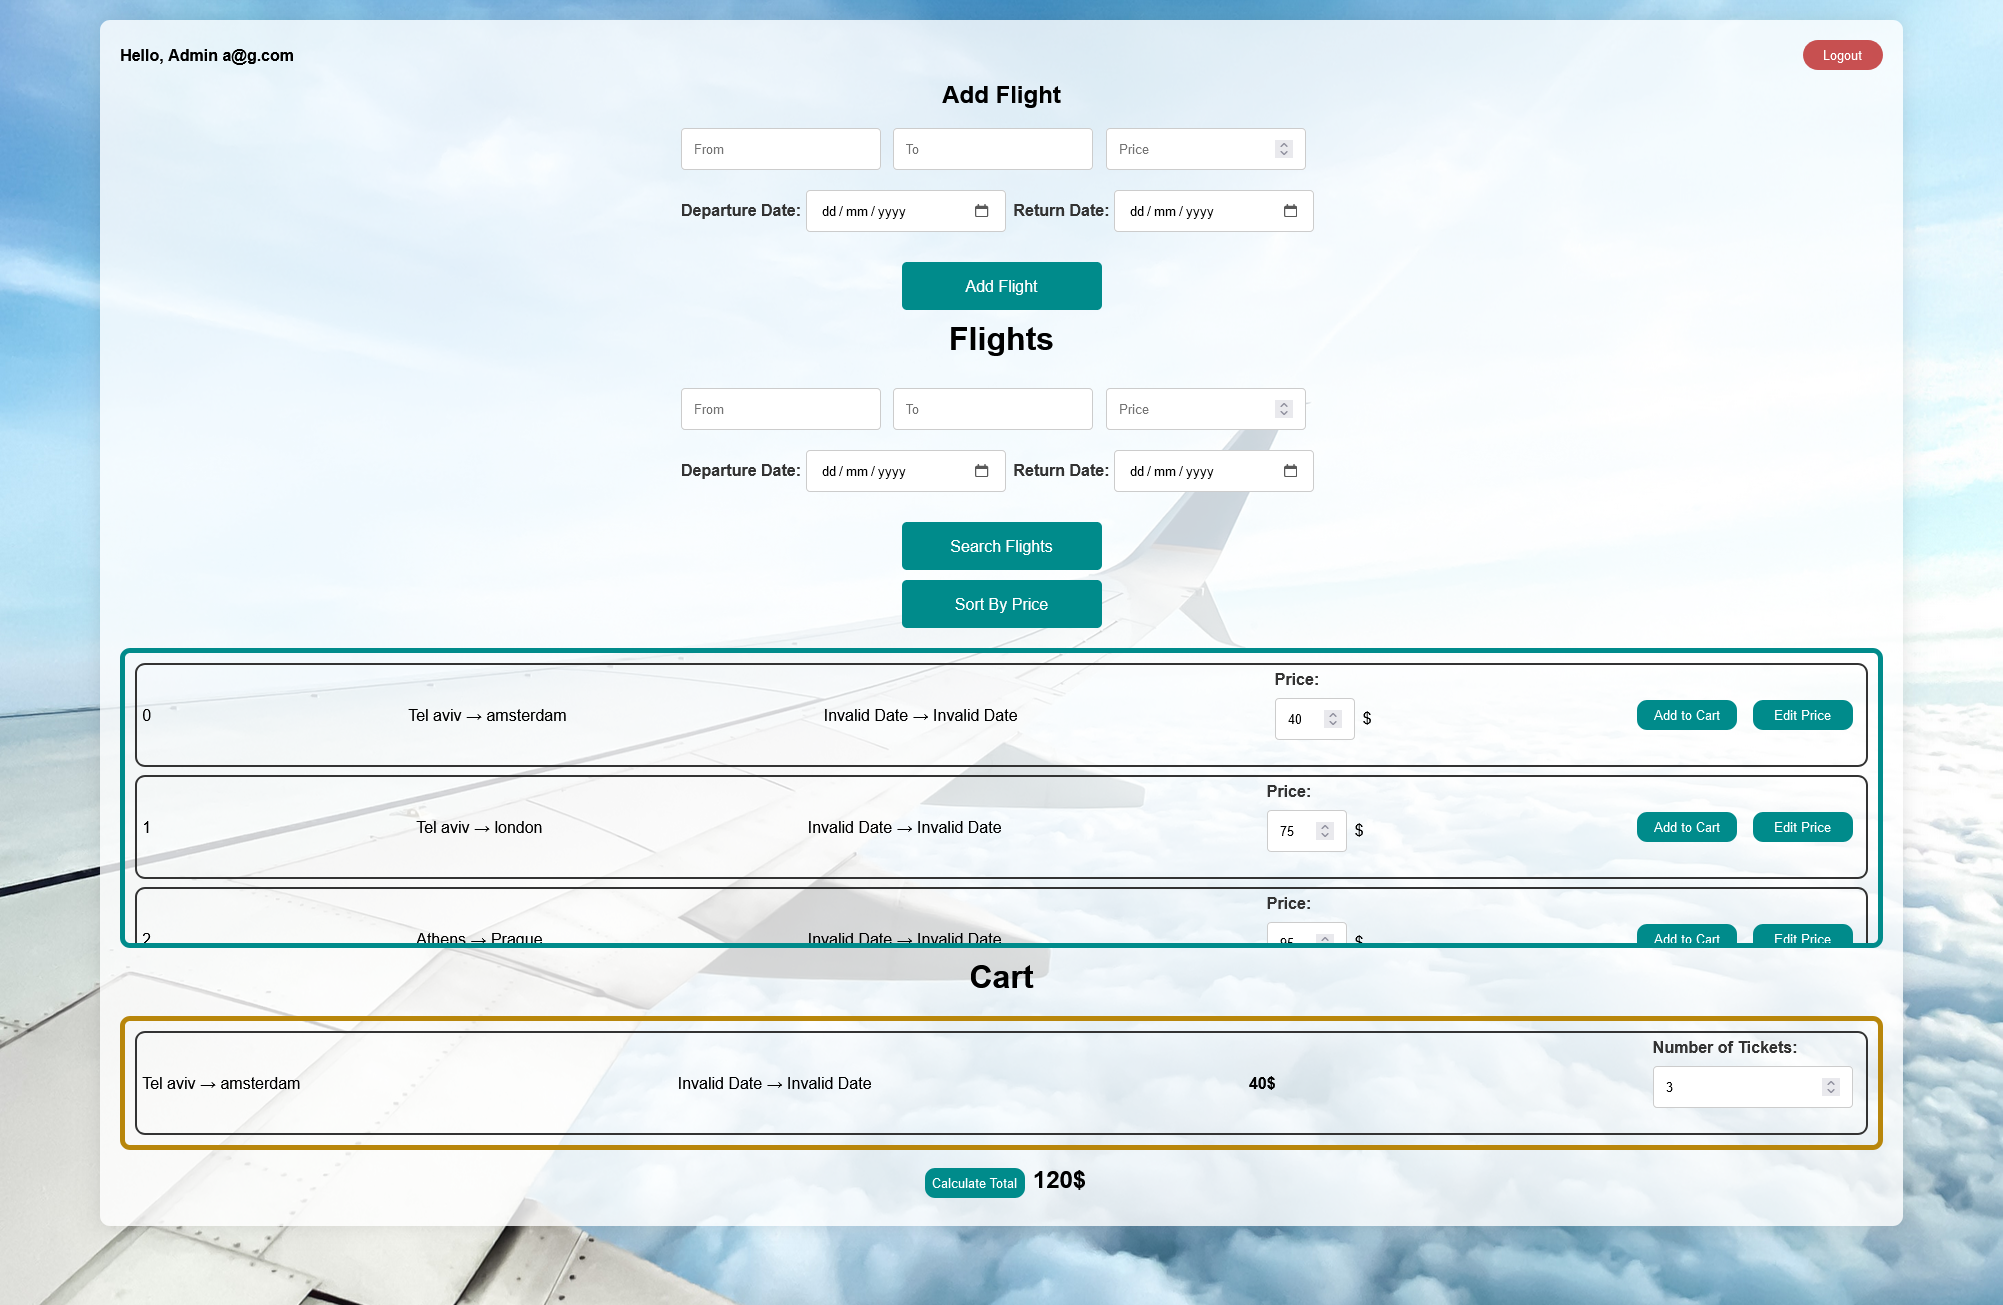 Hello, Admin a@g.com
Logout
Add Flight
From
To
Price
Departure Date: dd/mm/yyyy
Return Date: dd/mm/yyyy
Add Flight
Flights
From
To
Price
Departure Date: dd/mm/yyyy
Return Date: dd/mm/yyyy
Search Flights
Sort By Price
0
Tel aviv → amsterdam
Invalid Date → Invalid Date
Price:
40 $
Add to Cart
Edit Price
1
Tel aviv → london
Invalid Date → Invalid Date
Price:
75 $
Add to Cart
Edit Price
2
Athens → Prague
Invalid Date → Invalid Date
Price:
95 $
Add to Cart
Edit Price
Cart
Tel aviv → amsterdam
Invalid Date → Invalid Date
40$
Number of Tickets:
3
Calculate Total
120$